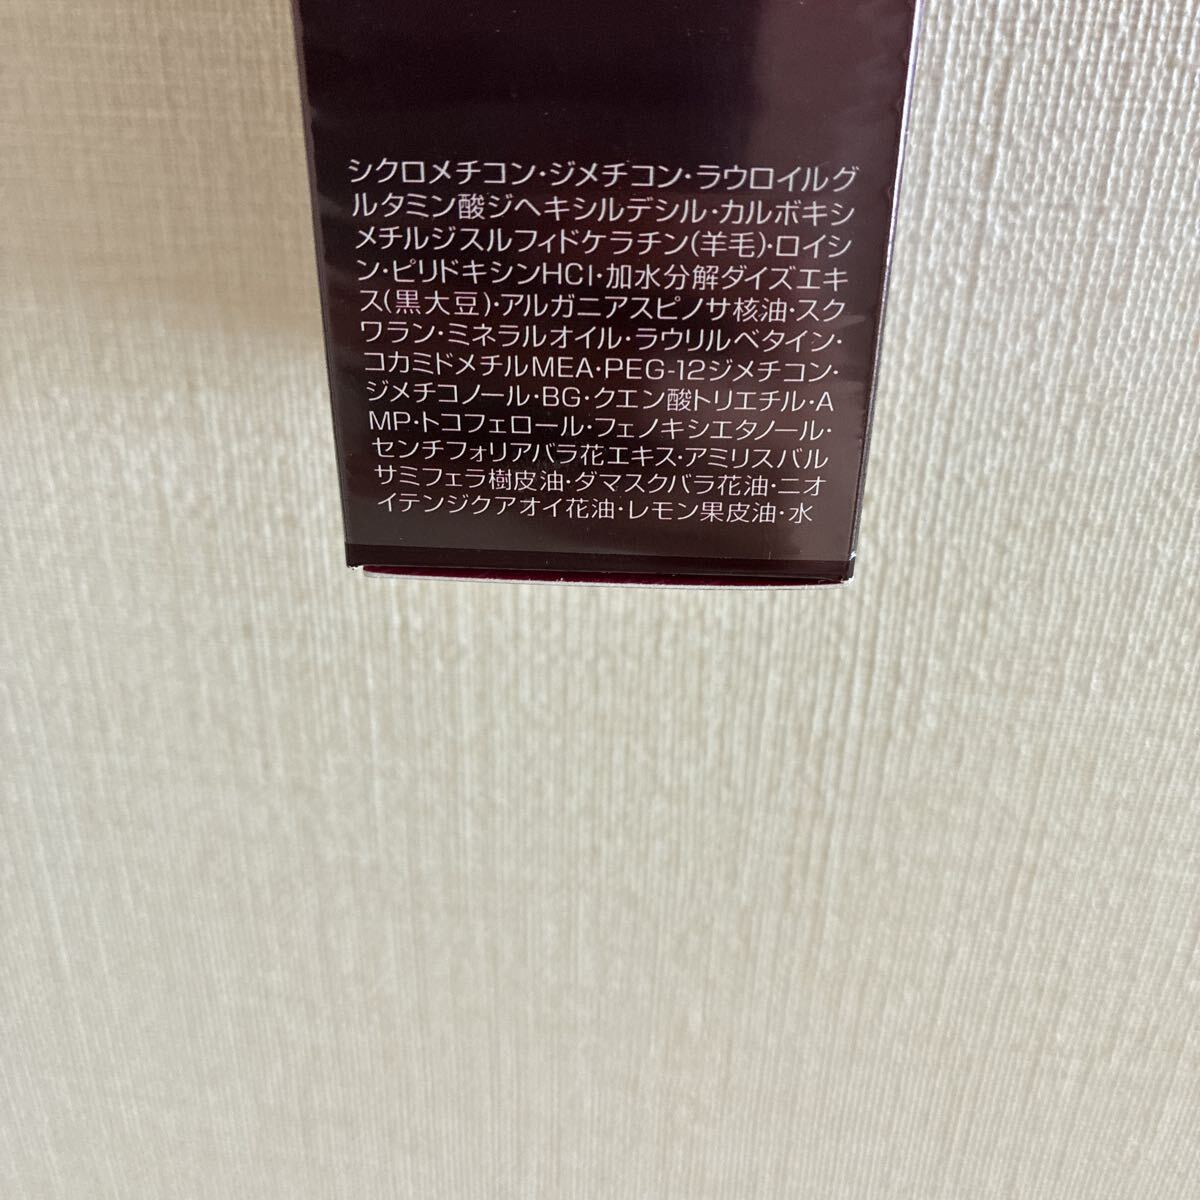 シクロメチコン・ジメチコン・ラウロイルグ
ルタミン酸ジヘキシルデシル・カルボキシ
メチルジスルフィドケラチン(羊毛)・ロイシ
ン・ピリドキシンHCl・加水分解ダイズエキ
ス(黒大豆)・アルガニアスピノサ核油・スク
ワラン・ミネラルオイル・ラウリルベタイン・
コカミドメチルMEA・PEG-12ジメチコン・
ジメチコノール・BG・クエン酸トリエチル・A
MP・トコフェロール・フェノキシエタノール・
センチフォリアバラ花エキス・アミリスバル
サミフェラ樹皮油・ダマスクバラ花油・ニオ
イテンジクアオイ花油・レモン果皮油・水